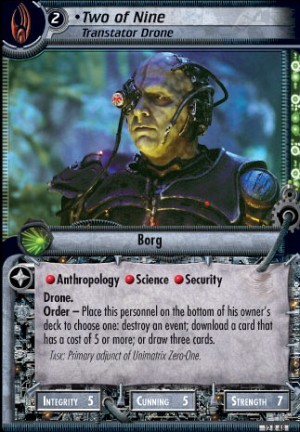 2 •Two of Nine
Transtator Drone
Borg
Anthropology Science Security
Drone.
Order – Place this personnel on the bottom of his owner's
deck to choose one: destroy an event; download a card that
has a cost of 5 or more; or draw three cards.
Task: Primary adjunct of Unimatrix Zero-One.
INTEGRITY 5 CUNNING 5 STRENGTH 7